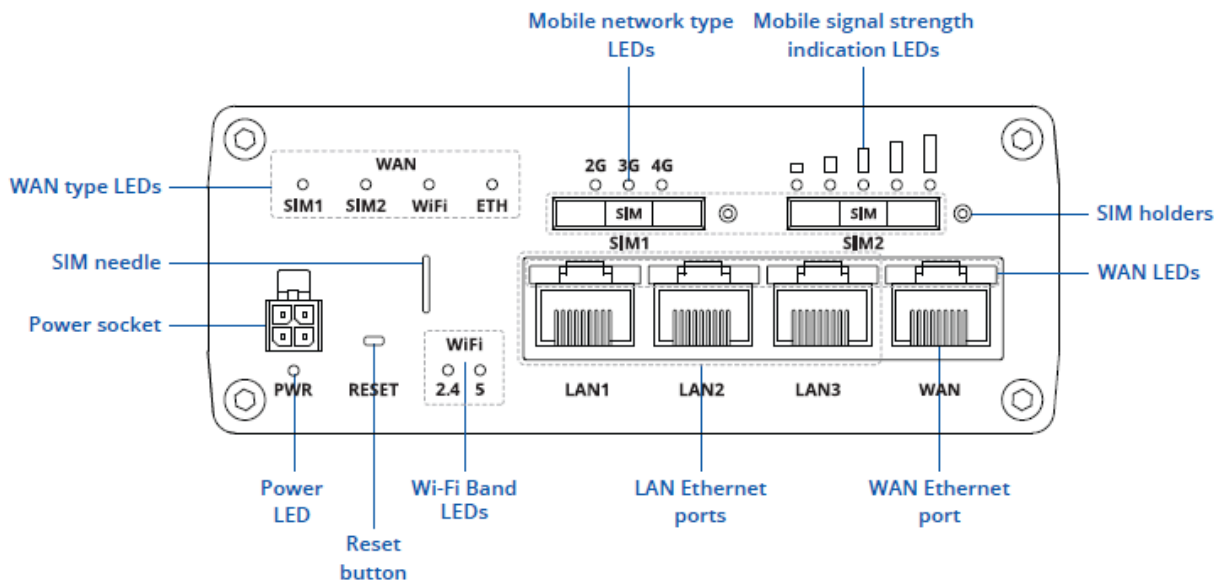 Mobile network type
LEDs
Mobile signal strength
indication LEDs
WAN
2G 3G 4G
WAN type LEDs
SIM1 SIM2 WiFi ETH
SIM
SIM
SIM holders
SIM1
SIM2
SIM needle
WAN LEDs
Power socket
WiFi
PWR
RESET
2.4 5
LAN1
LAN2
LAN3
WAN
Power
LED
Wi-Fi Band
LEDs
LAN Ethernet
ports
WAN Ethernet
port
Reset
button